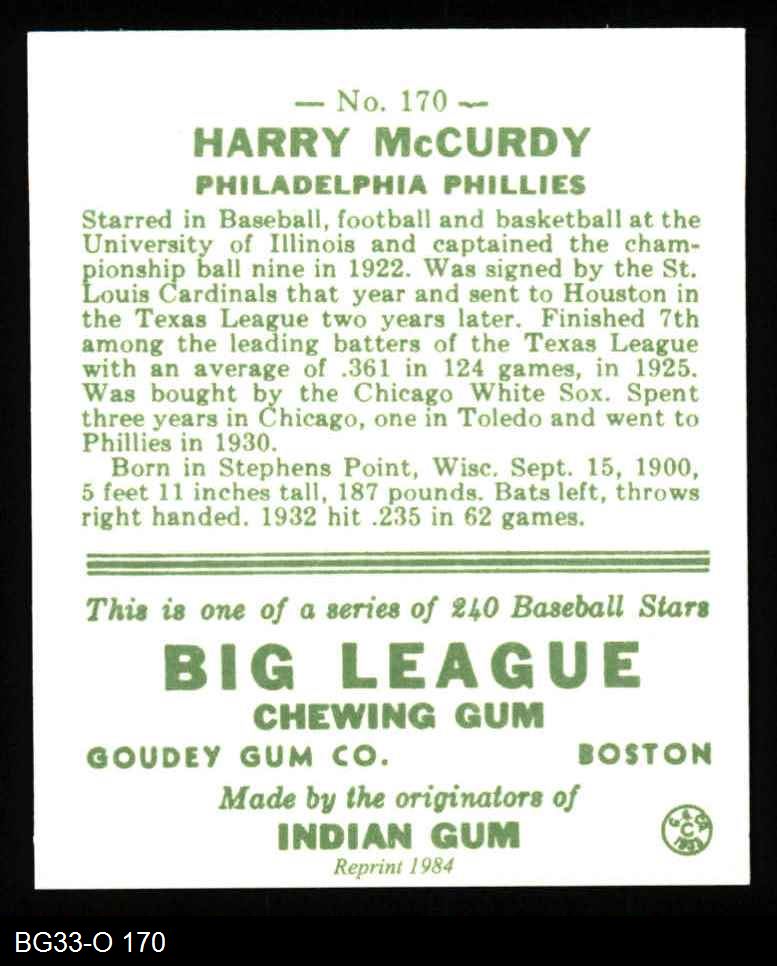 — No. 170 —
HARRY McCURDY
PHILADELPHIA PHILLIES
Starred in Baseball, football and basketball at the
University of Illinois and captained the cham-
pionship ball nine in 1922. Was signed by the St.
Louis Cardinals that year and sent to Houston in
the Texas League two years later. Finished 7th
among the leading batters of the Texas League
with an average of .361 in 124 games, in 1925.
Was bought by the Chicago White Sox. Spent
three years in Chicago, one in Toledo and went to
Phillies in 1930.
Born in Stephens Point, Wisc. Sept. 15, 1900,
5 feet 11 inches tall, 187 pounds. Bats left, throws
right handed. 1932 hit .235 in 62 games.
This is one of a series of 240 Baseball Stars
BIG LEAGUE
CHEWING GUM
GOUDEY GUM CO. BOSTON
Made by the originators of
INDIAN GUM
Reprint 1984
BG33-O 170